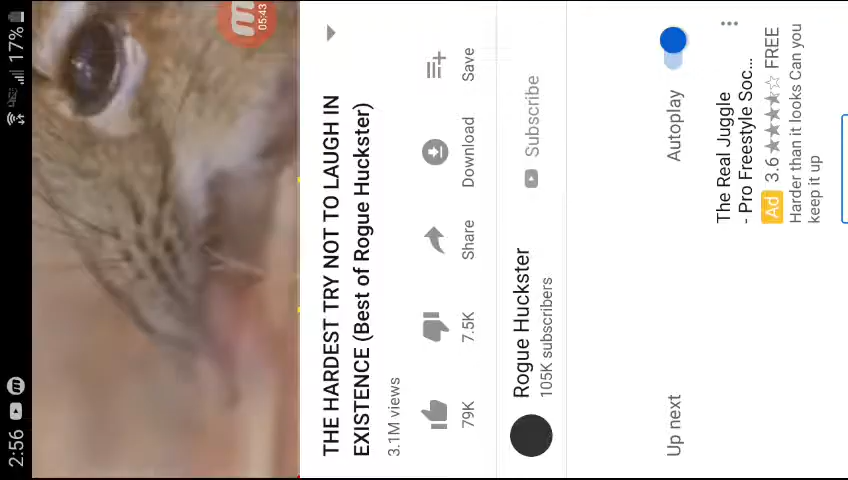 2:56
17%
05:43
THE HARDEST TRY NOT TO LAUGH IN
EXISTENCE (Best of Rogue Huckster)
3.1M views
79K
7.5K
Share
Download
Save
Rogue Huckster
105K subscribers
Subscribe
Up next
Autoplay
The Real Juggle
- Pro Freestyle Soc...
Ad 3.6 ★★★★☆ FREE
Harder than it looks Can you
keep it up